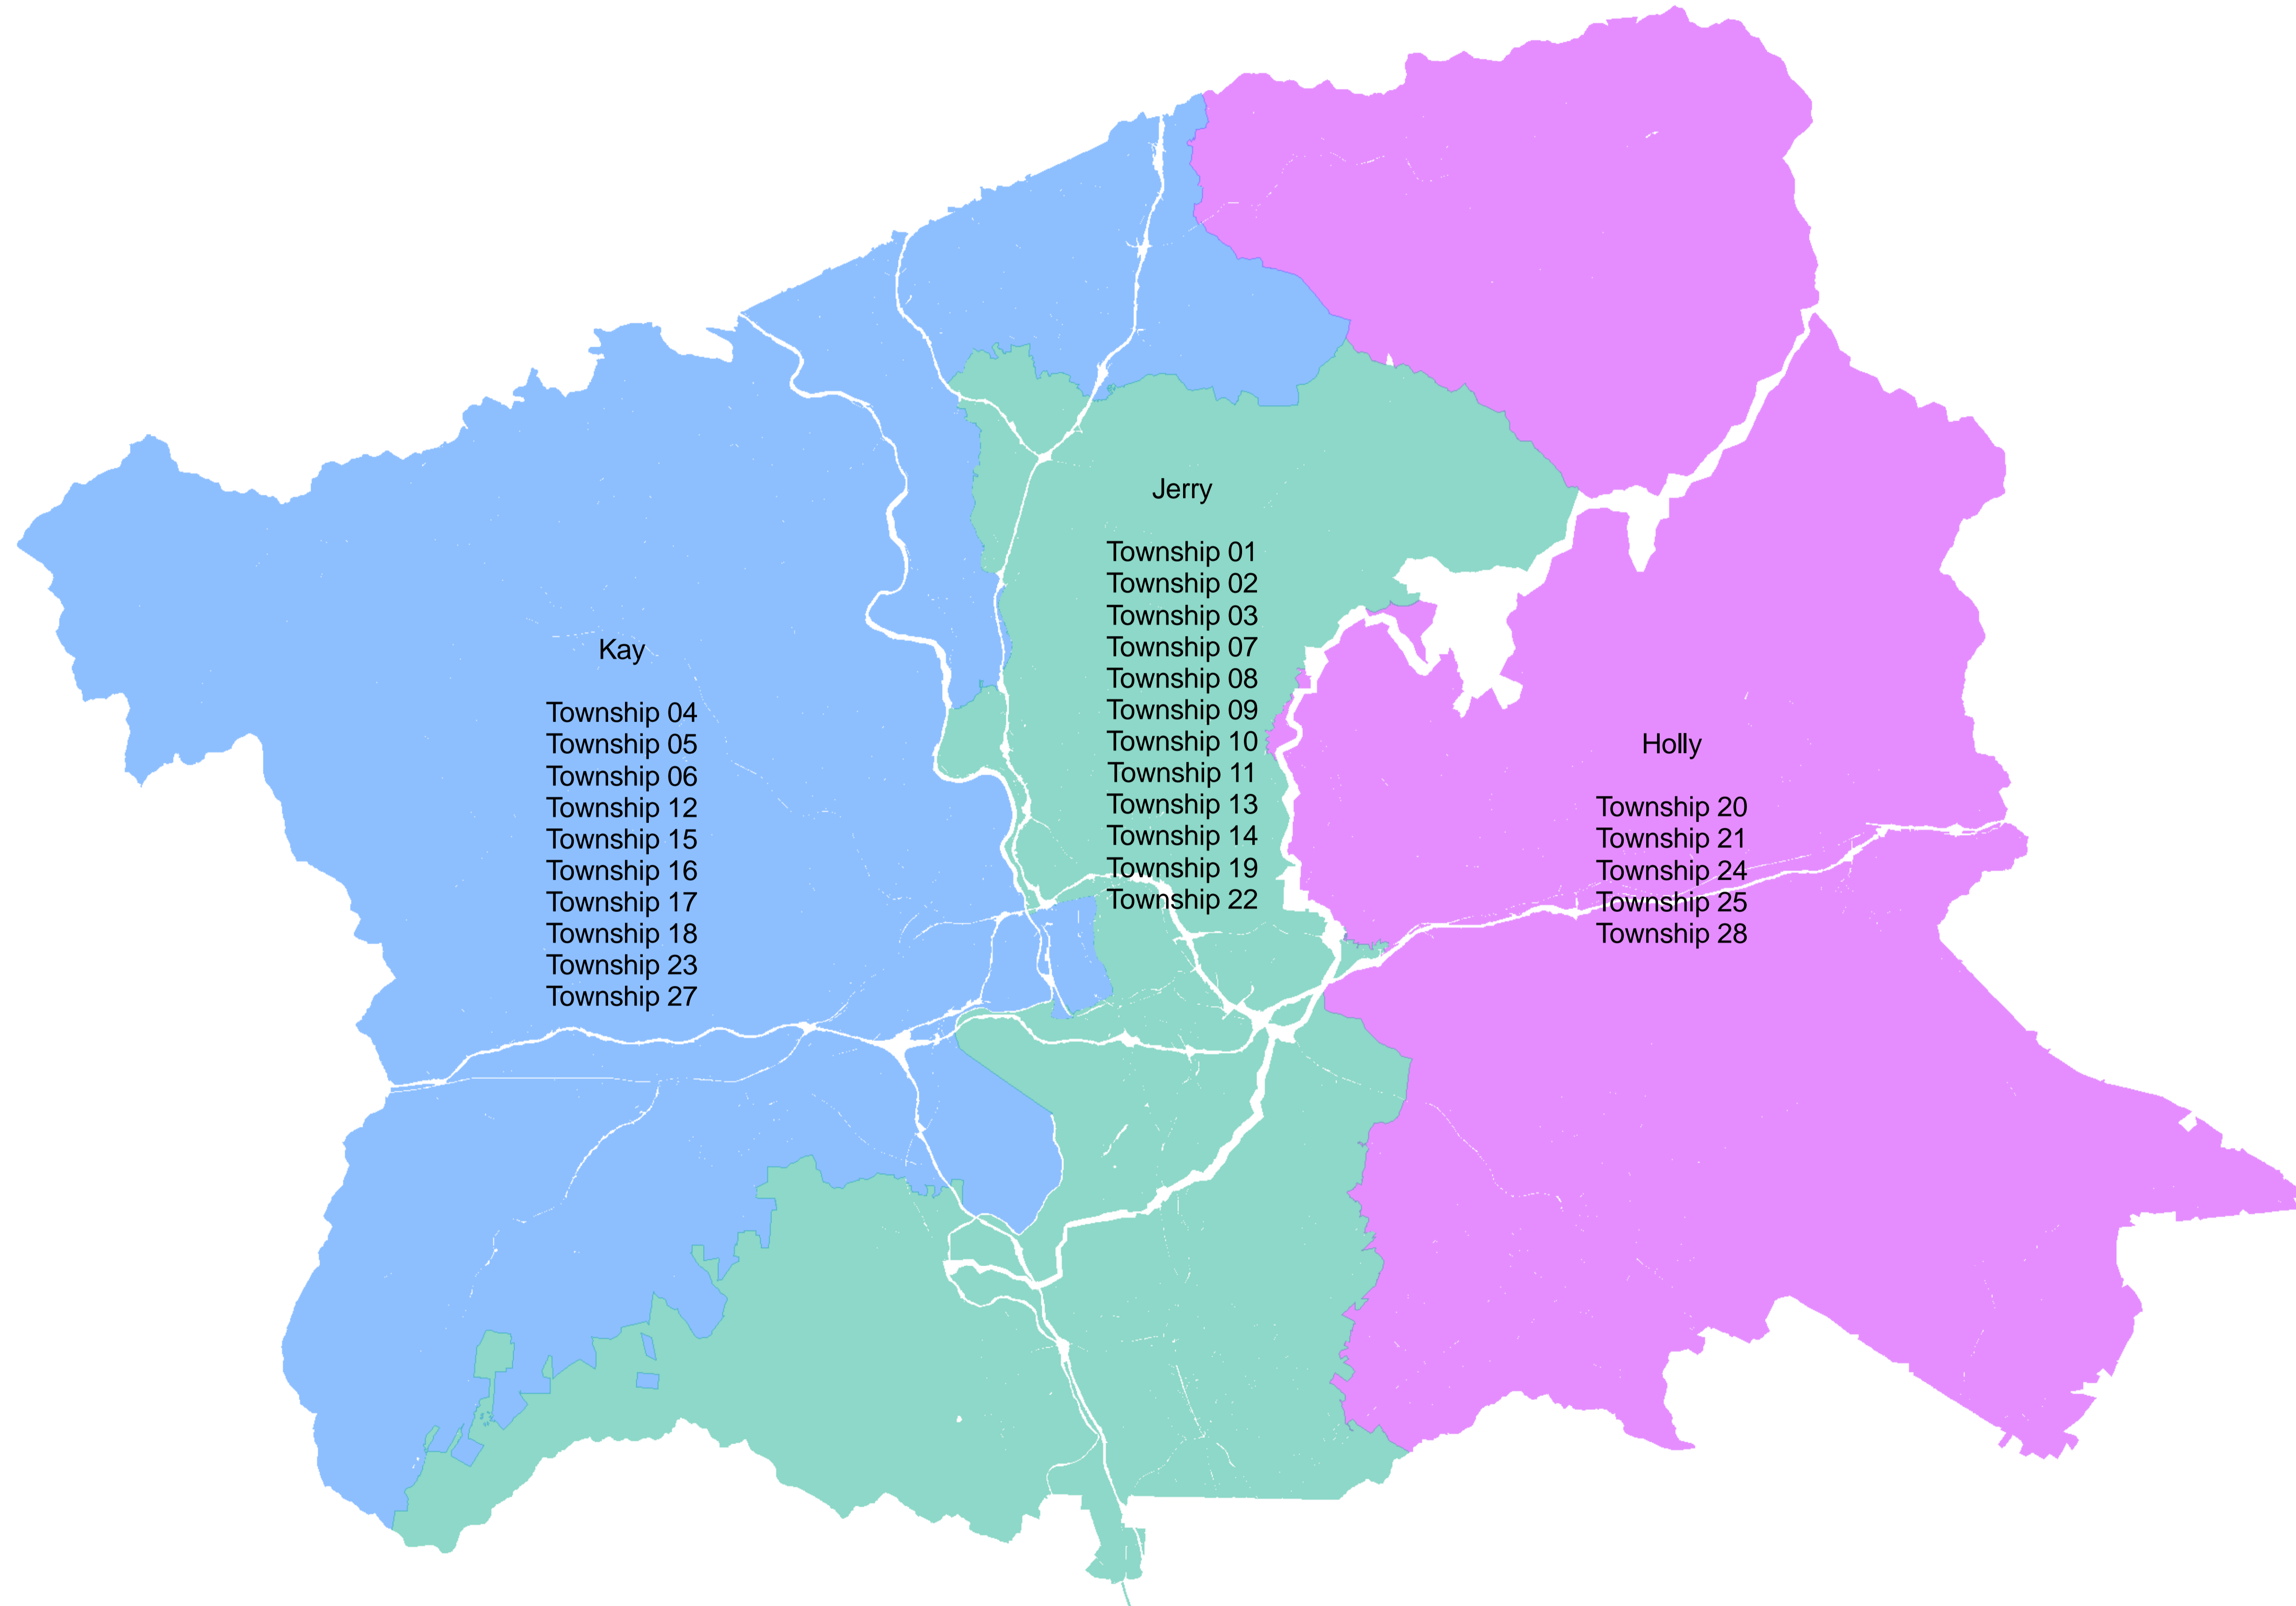 Kay
Township 04
Township 05
Township 06
Township 12
Township 15
Township 16
Township 17
Township 18
Township 23
Township 27
Jerry
Township 01
Township 02
Township 03
Township 07
Township 08
Township 09
Township 10
Township 11
Township 13
Township 14
Township 19
Township 22
Holly
Township 20
Township 21
Township 24
Township 25
Township 28